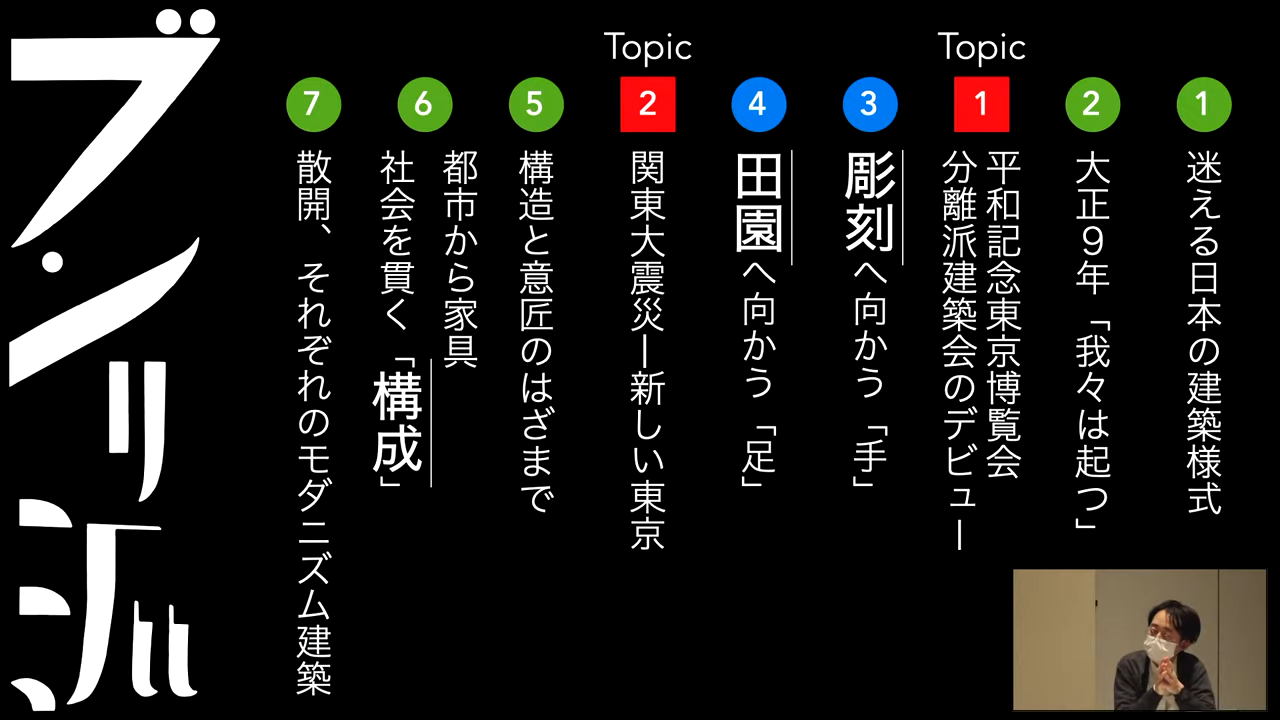 1
迷える日本の建築様式
2
大正9年「我々は起つ」
Topic
1
平和記念東京博覧会
分離派建築会のデビュー
3
彫刻へ向かう「手」
4
田園へ向かう「足」
Topic
2
関東大震災ー新しい東京
5
構造と意匠のはざまで
6
都市から家具
社会を貫く「構成」
7
散開、それぞれのモダニズム建築
ブンリ派